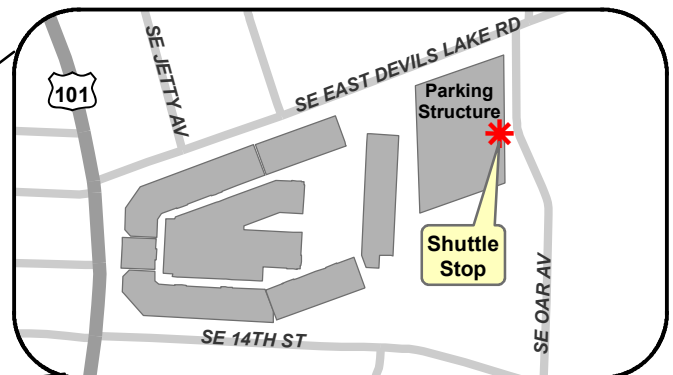 SE JETTY AV
SE EAST DEVILS LAKE RD
101
Parking
Structure
Shuttle
Stop
SE OAR AV
SE 14TH ST